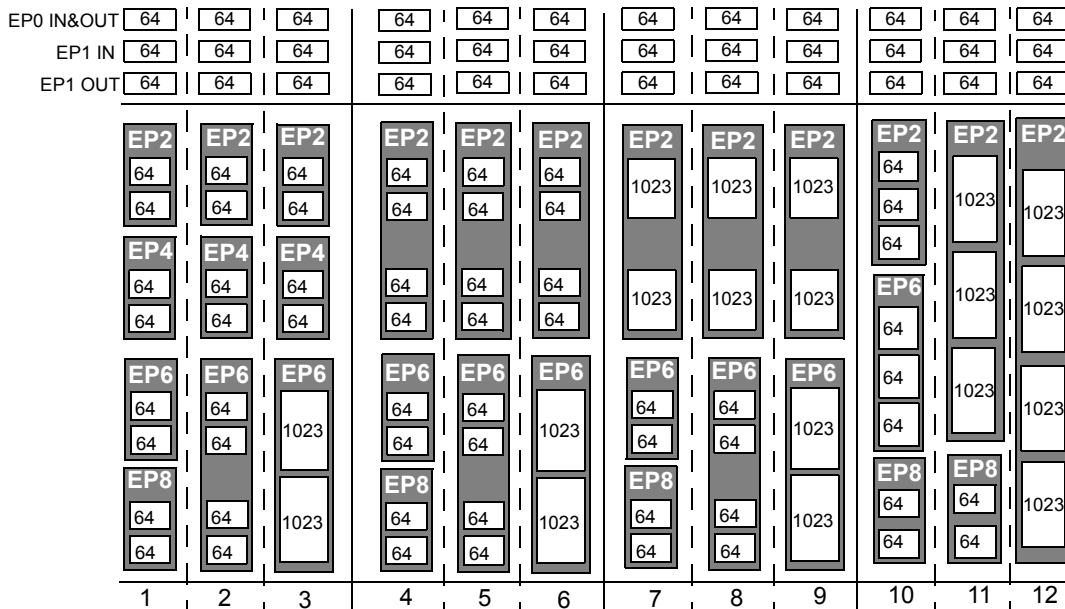 EP0 IN&OUT 64 64 64 64 64 64 64 64 64 64 64 64
EP1 IN 64 64 64 64 64 64 64 64 64 64 64 64
EP1 OUT 64 64 64 64 64 64 64 64 64 64 64 64
EP2 EP2 EP2 EP2 EP2 EP2 EP2 EP2 EP2 EP2 EP2 EP2
64 64 64 64 64 64 1023 1023 1023 64 1023 1023
64 64 64 64 64 64 64
64
EP4 EP4 EP4
64 64 64 64 64 64 1023 1023 1023 EP6 1023 1023
64 64 64 64 64 64 64
EP6 EP6 EP6 EP6 EP6 EP6 EP6 EP6 EP6 64
64 64 1023 64 64 1023 64 64 1023 64 1023 1023
64 64 64 64 64 64
EP8 EP8 EP8 EP8 EP8
64 64 1023 64 64 1023 64 64 1023 64 64 1023
64 64 64 64 64 64 64 64
1 2 3 4 5 6 7 8 9 10 11 12